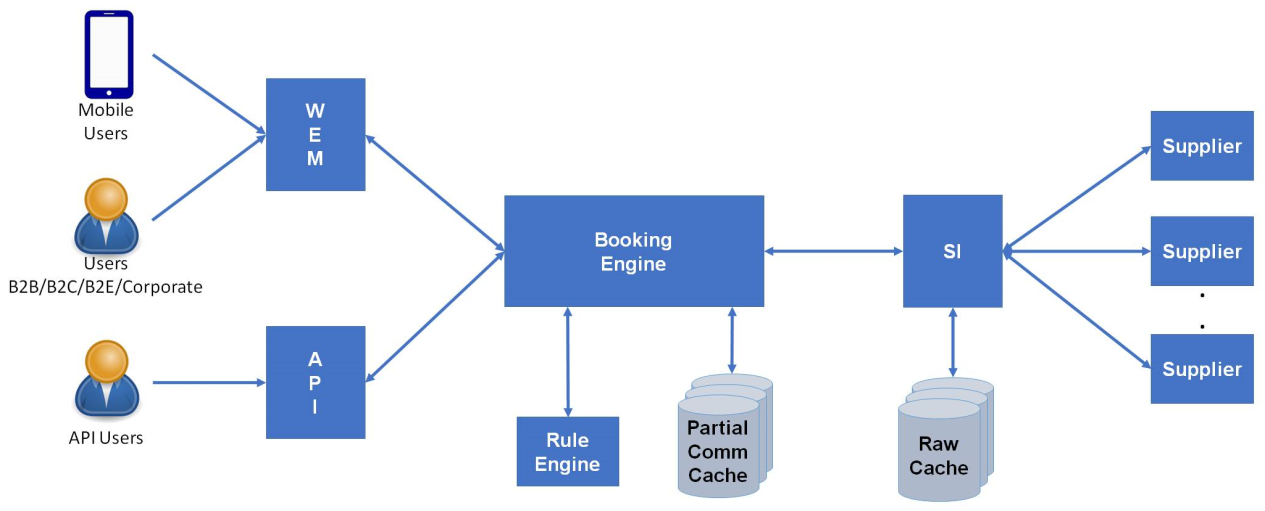 Mobile
Users
W
E
M
Users
B2B/B2C/B2E/Corporate
API Users
A
P
I
Booking
Engine
Rule
Engine
Partial
Comm
Cache
SI
Raw
Cache
Supplier
Supplier
.
.
Supplier